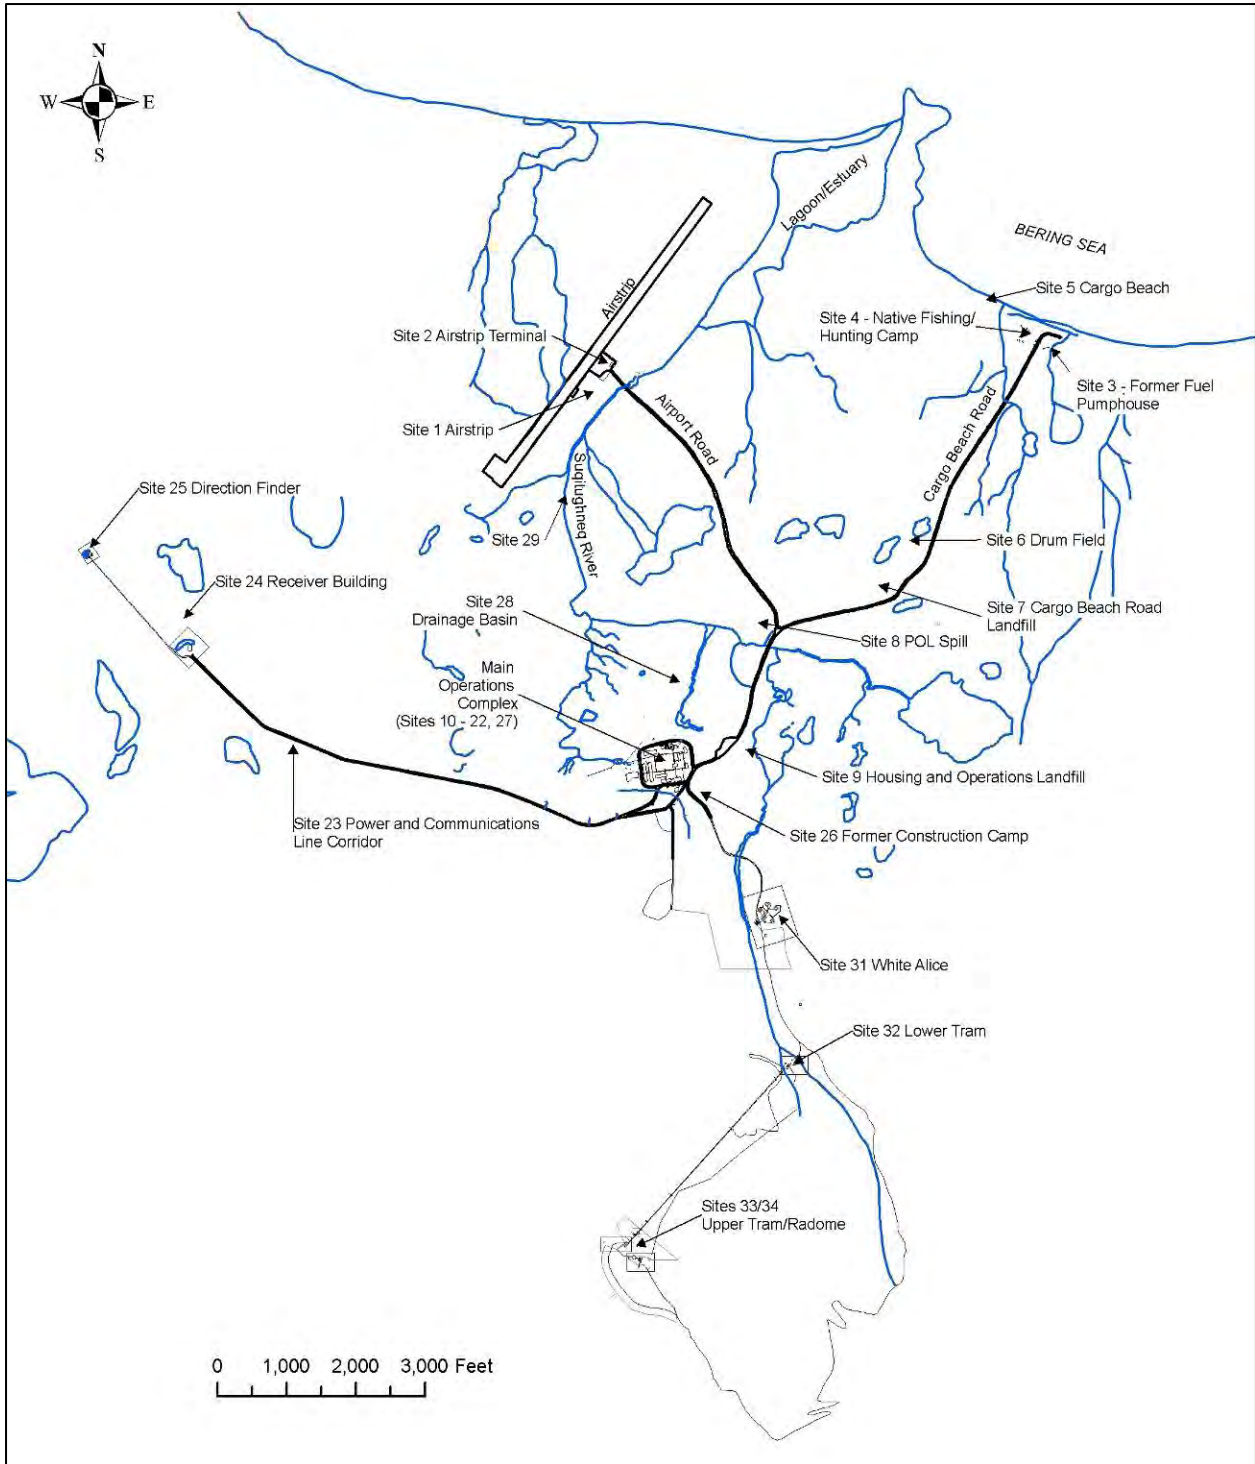 N
W E
S
Lagoon/Estuary
BERING SEA
Airstrip
Site 5 Cargo Beach
Site 4 - Native Fishing/
Hunting Camp
Site 2 Airstrip Terminal
Site 3 - Former Fuel
Pumphouse
Airport Road
Cargo Beach Road
Site 1 Airstrip
Suqitughneq River
Site 25 Direction Finder
Site 29
Site 6 Drum Field
Site 24 Receiver Building
Site 28
Drainage Basin
Site 7 Cargo Beach Road
Landfill
Site 8 POL Spill
Main
Operations
Complex
(Sites 10 - 22, 27)
Site 9 Housing and Operations Landfill
Site 23 Power and Communications
Line Corridor
Site 26 Former Construction Camp
Site 31 White Alice
Site 32 Lower Tram
Sites 33/34
Upper Tram/Radome
0 1,000 2,000 3,000 Feet